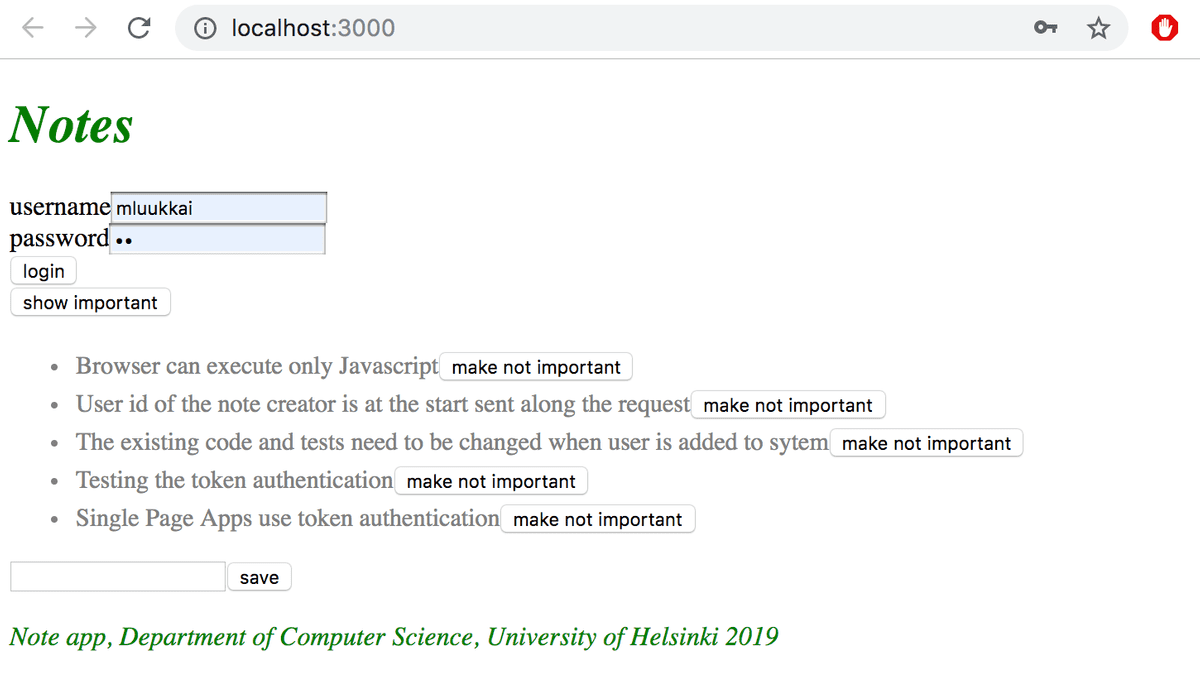 localhost:3000
Notes
username mluukkai
password ••
login
show important
• Browser can execute only Javascript make not important
• User id of the note creator is at the start sent along the request make not important
• The existing code and tests need to be changed when user is added to sytem make not important
• Testing the token authentication make not important
• Single Page Apps use token authentication make not important
save
Note app, Department of Computer Science, University of Helsinki 2019